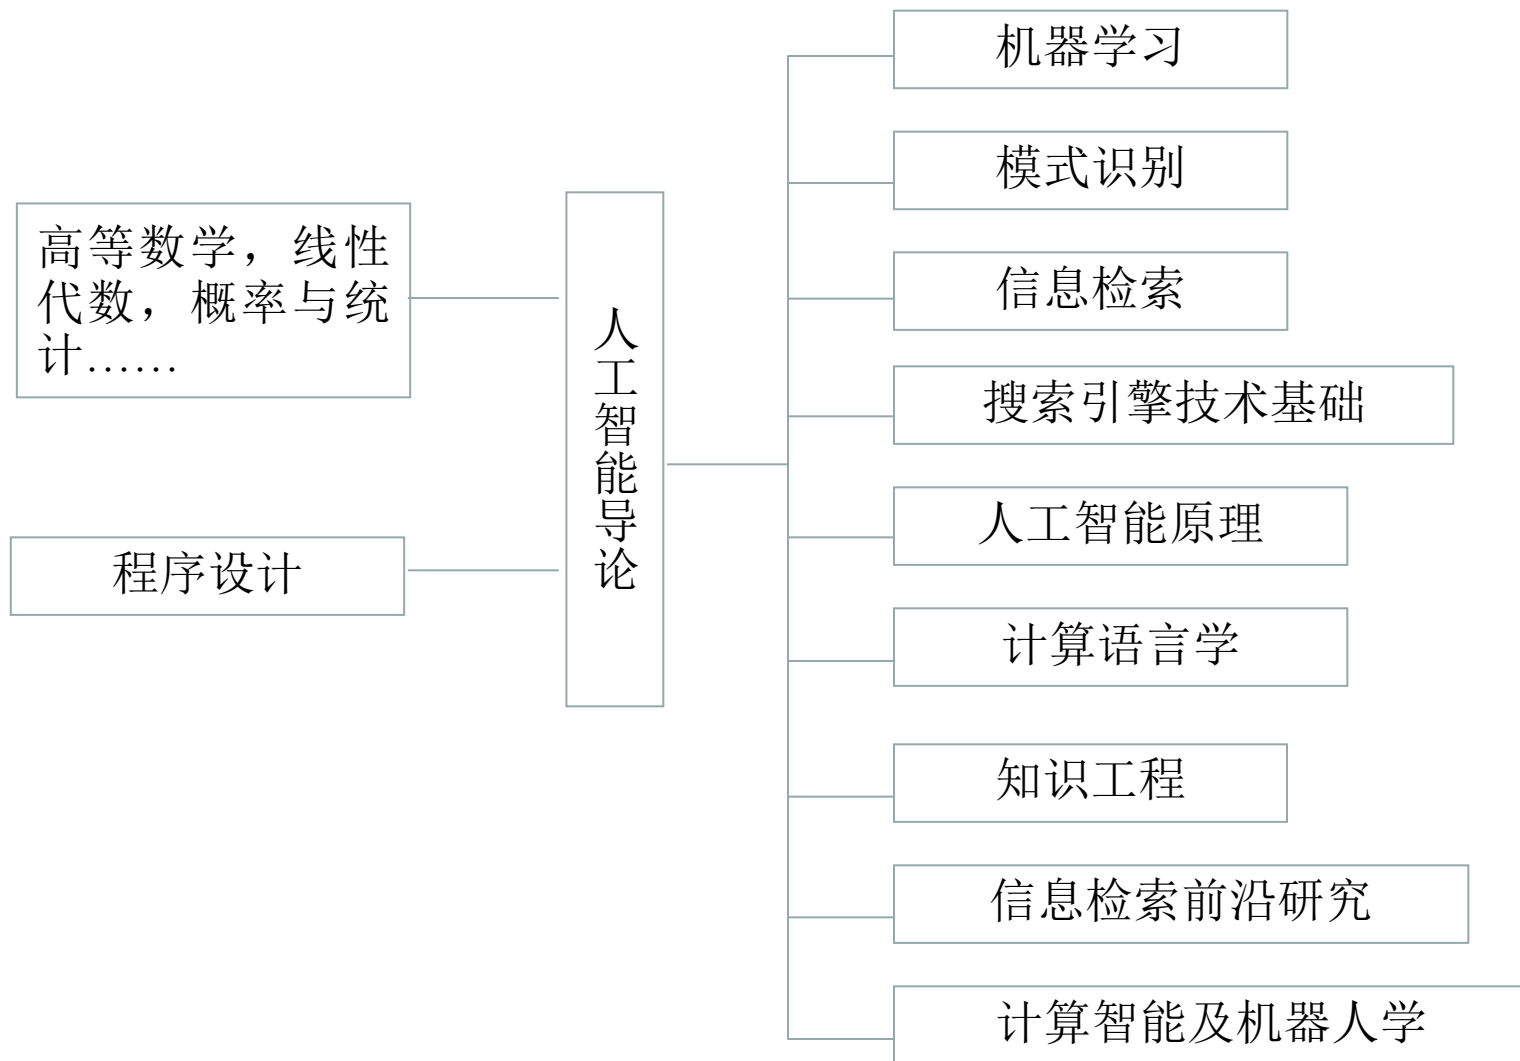 高等数学，线性
代数，概率与统
计……
程序设计
人工智能导论
机器学习
模式识别
信息检索
搜索引擎技术基础
人工智能原理
计算语言学
知识工程
信息检索前沿研究
计算智能及机器人学